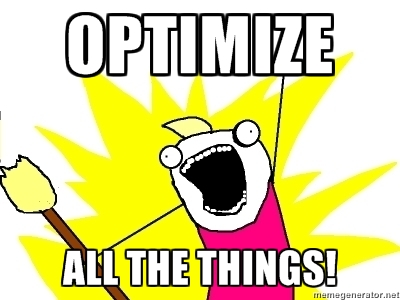 OPTIMIZE
ALL THE THINGS!
memegenerator.net